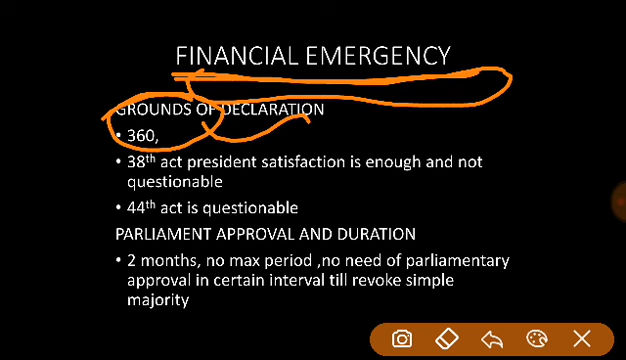 FINANCIAL EMERGENCY
GROUNDS OF DECLARATION
• 360,
• 38th act president satisfaction is enough and not
questionable
• 44th act is questionable
PARLIAMENT APPROVAL AND DURATION
• 2 months, no max period ,no need of parliamentary
approval in certain interval till revoke simple
majority